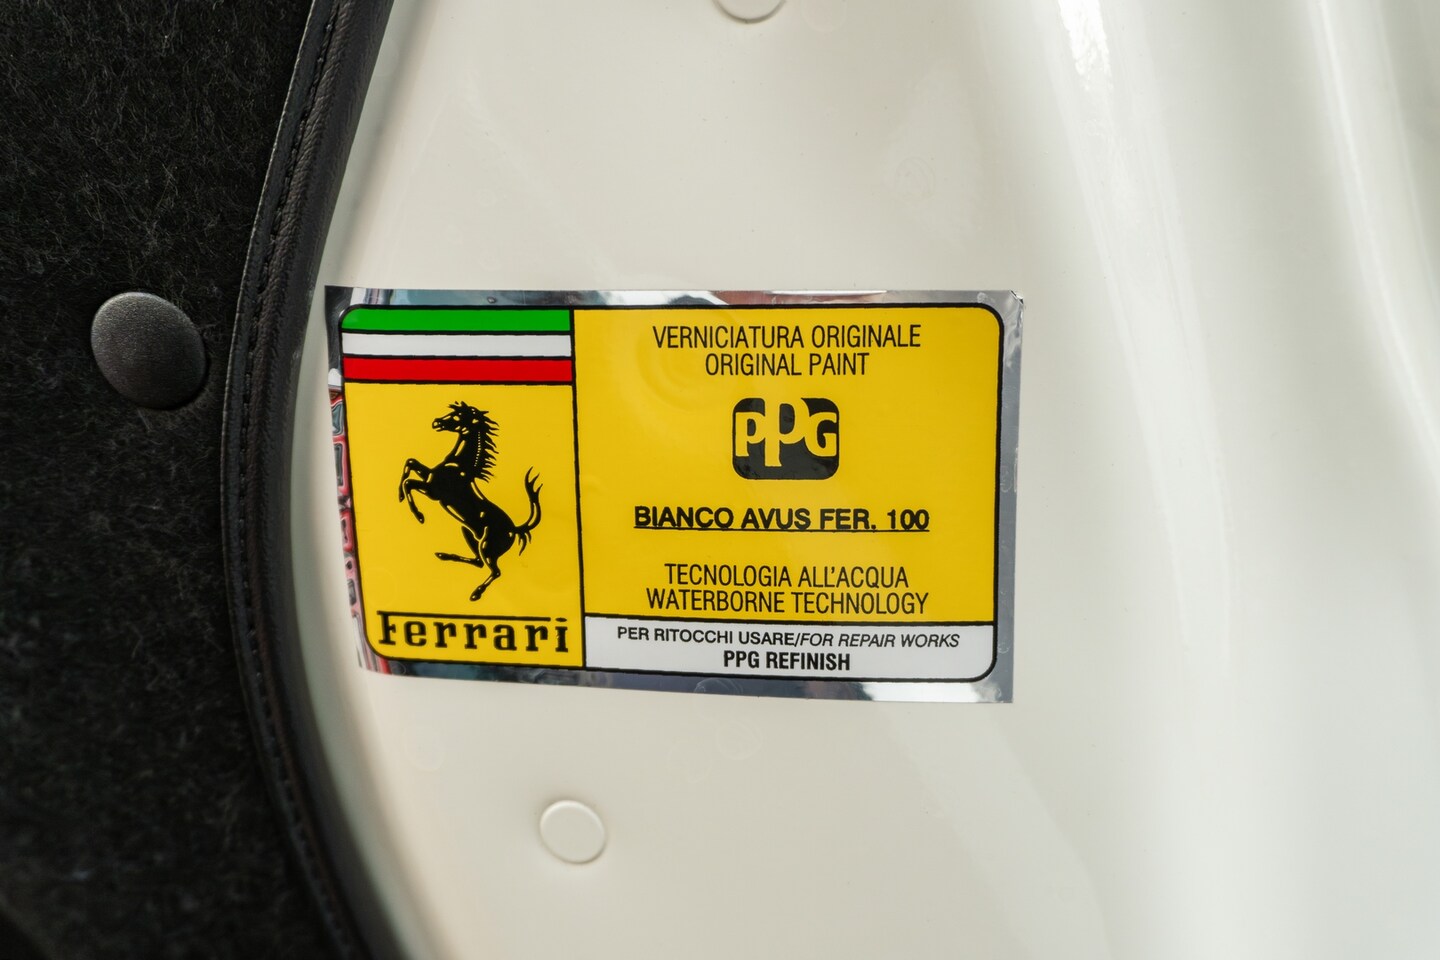 VERNICIATURA ORIGINALE
ORIGINAL PAINT
PPG
BIANCO AVUS FER. 100
TECNOLOGIA ALL'ACQUA
WATERBORNE TECHNOLOGY
Ferrari
PER RITOCCHI USARE/FOR REPAIR WORKS
PPG REFINISH